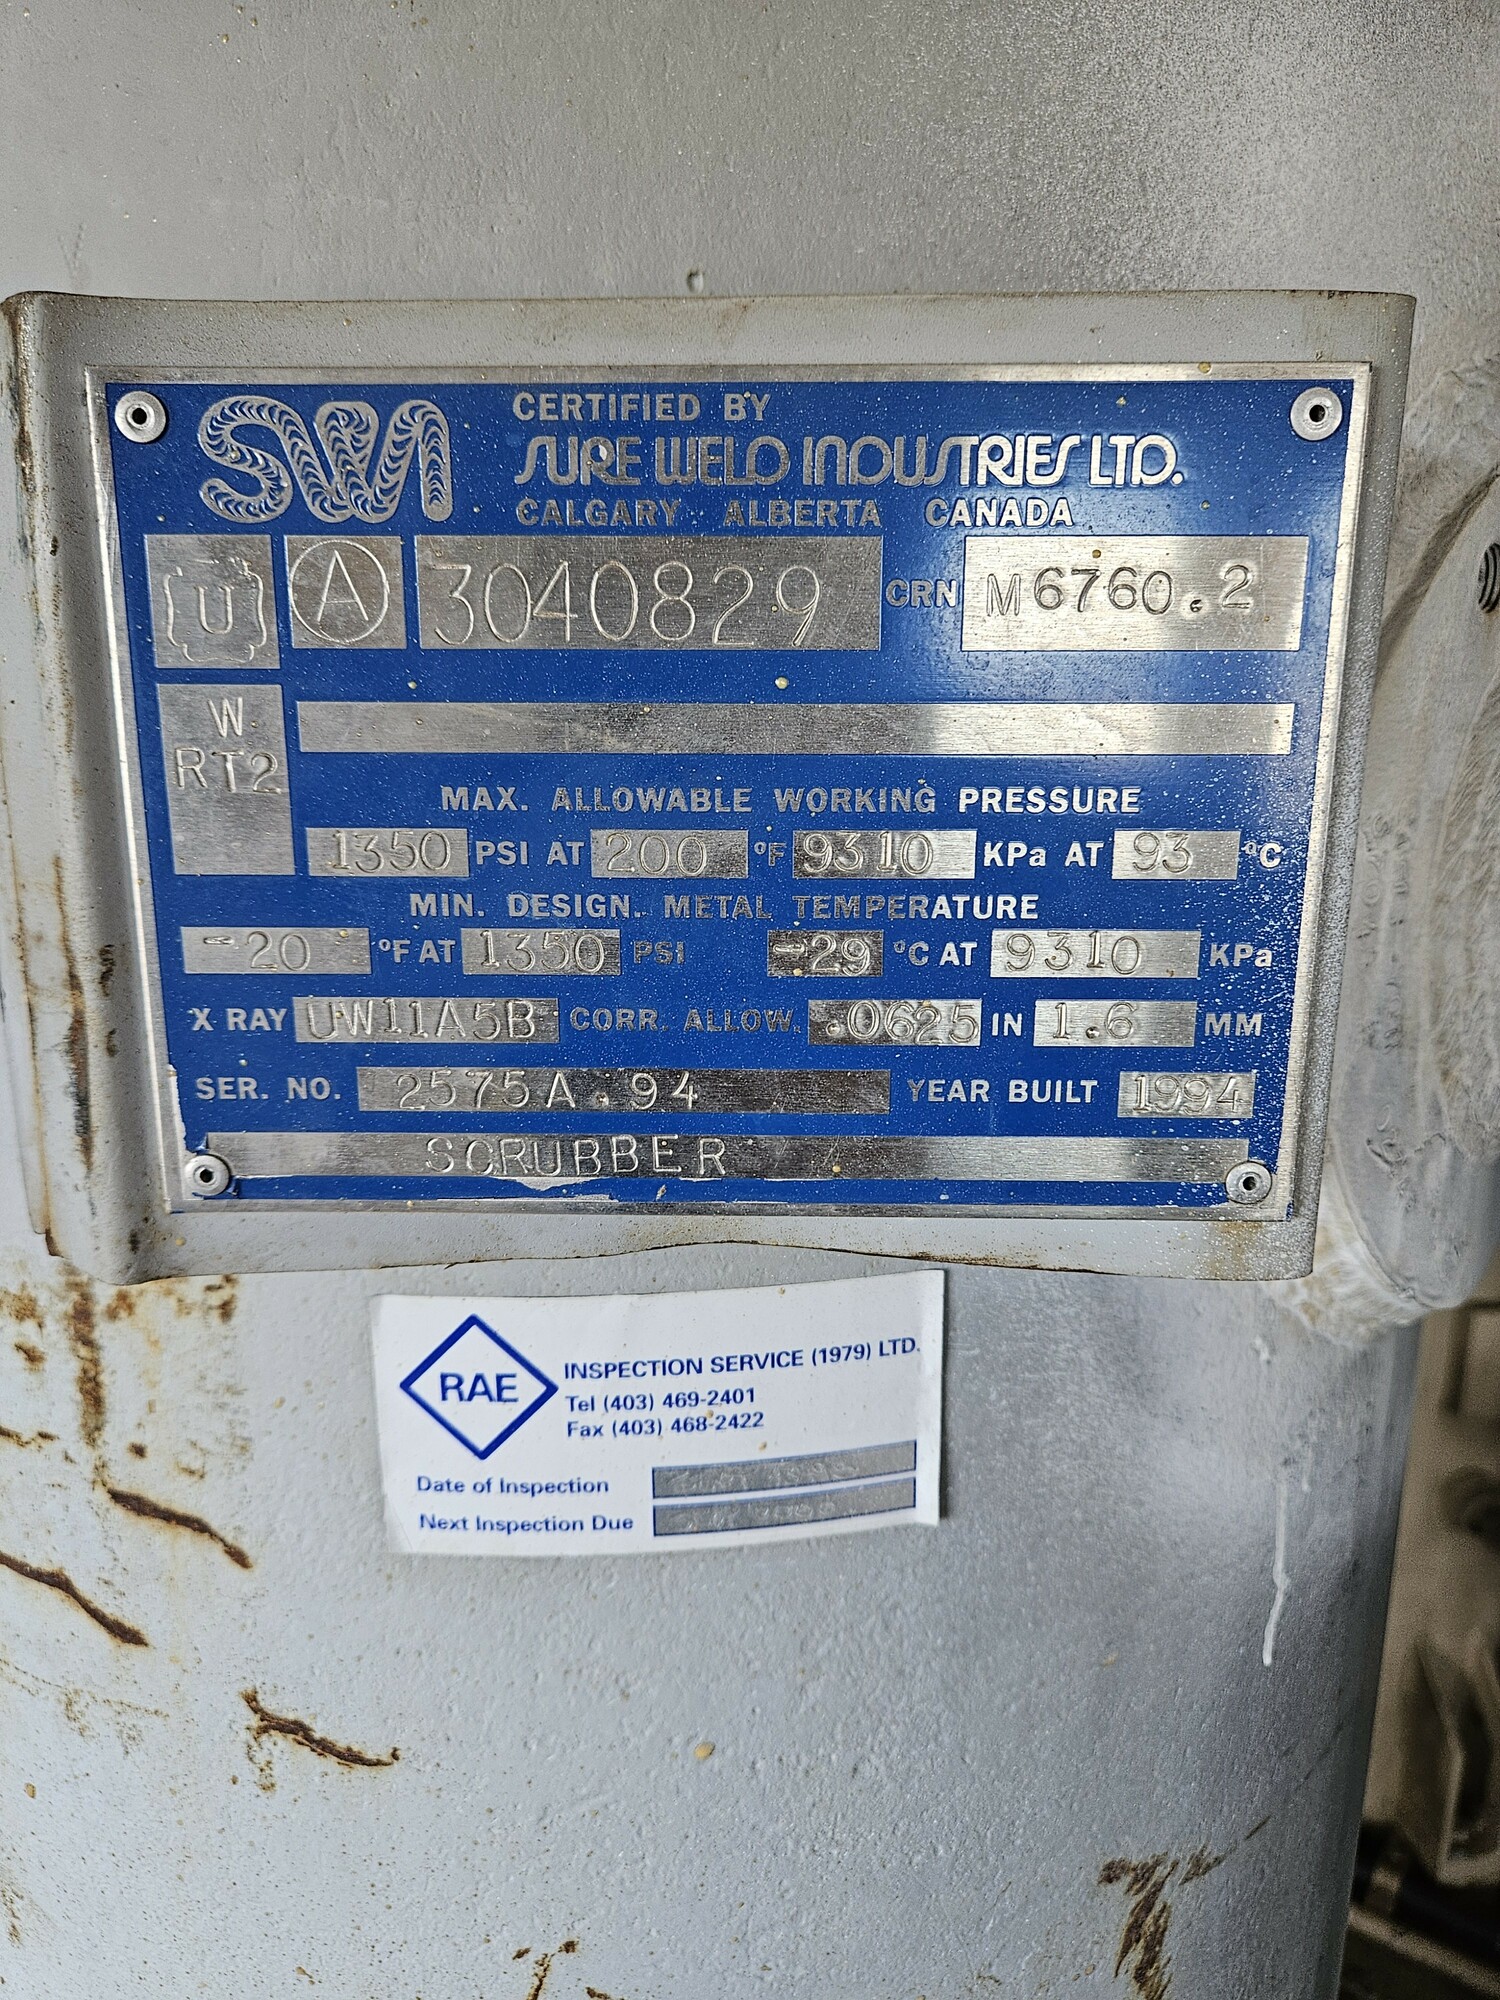 SWI
CERTIFIED BY
SURE WELD INDUSTRIES LTD.
CALGARY ALBERTA CANADA
U A 3040829 CRN M6760.2
W
RT2
MAX. ALLOWABLE WORKING PRESSURE
1350 PSI AT 200 °F 9310 KPa AT 93 °C
MIN. DESIGN. METAL TEMPERATURE
-20 °F AT 1350 PSI -29 °C AT 9310 KPa
X RAY UW11A5B CORR. ALLOW. .0625 IN 1.6 MM
SER. NO. 2575A.94 YEAR BUILT 1994
SCRUBBER
RAE
INSPECTION SERVICE (1979) LTD.
Tel (403) 469-2401
Fax (403) 468-2422
Date of Inspection
Next Inspection Due